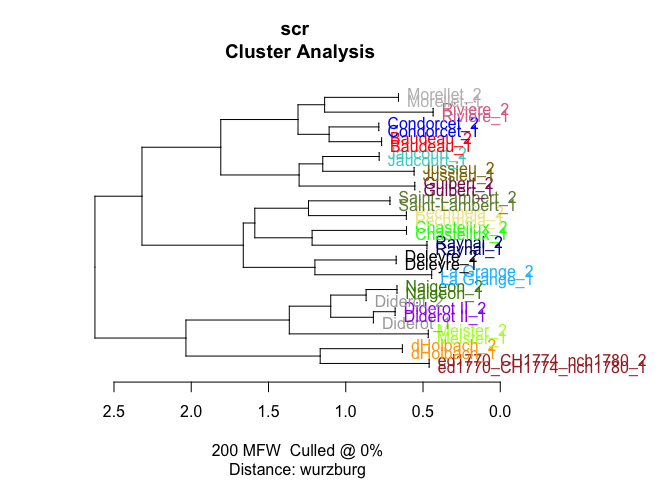 scr
Cluster Analysis
Morellet_2
Morellet_1
Riviere_2
Riviere_1
Condorcet_2
Condorcet_1
Baudeau_2
Baudeau_1
Jaucourt_2
Jaucourt_1
Jussieu_2
Jussieu_1
Guibert_2
Guibert_1
Saint-Lambert_2
Saint-Lambert_1
Chastellux_2
Chastellux_1
Raynal_2
Raynal_1
Deleyre_2
Deleyre_1
La Grange_2
La Grange_1
Naigeon_2
Naigeon_1
Diderot_2
Diderot II_2
Diderot II_1
Diderot
Meister_2
Meister_1
dHolbach_2
dHolbach_1
ed1770_CH1774_nch1780_2
ed1770_CH1774_nch1780_1
2.5 2.0 1.5 1.0 0.5 0.0
200 MFW Culled @ 0%
Distance: wurzburg